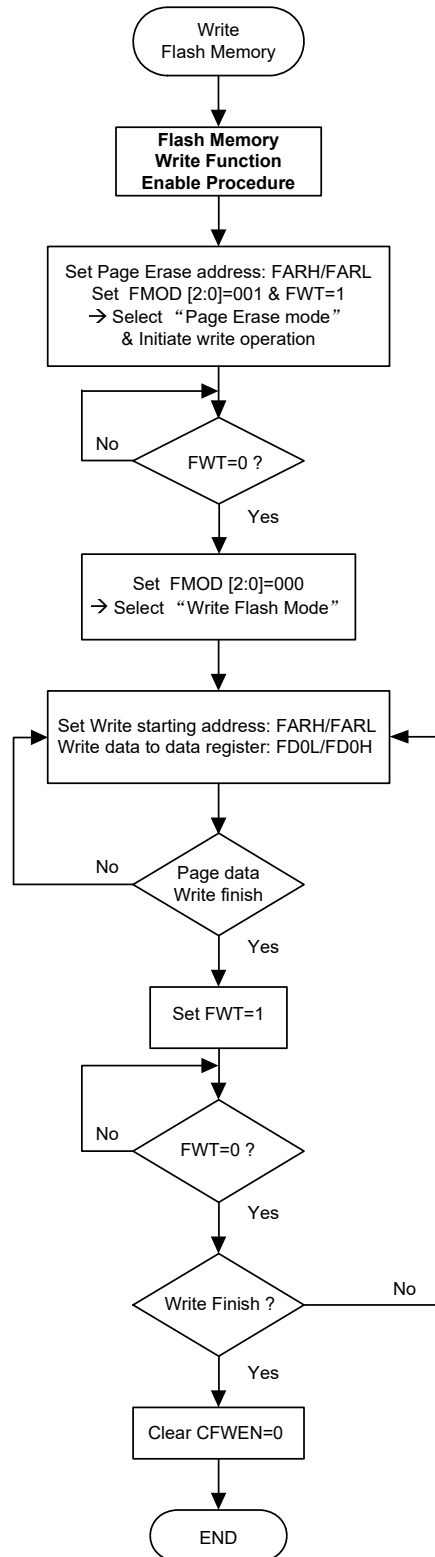 Write
Flash Memory
Flash Memory
Write Function
Enable Procedure
Set Page Erase address: FARH/FARL
Set FMOD [2:0]=001 & FWT=1
→ Select “Page Erase mode”
& Initiate write operation
No
FWT=0 ?
Yes
Set FMOD [2:0]=000
→ Select “Write Flash Mode”
Set Write starting address: FARH/FARL
Write data to data register: FD0L/FD0H
No
Page data
Write finish
Yes
Set FWT=1
No
FWT=0 ?
Yes
Write Finish ?
No
Yes
Clear CFWEN=0
END